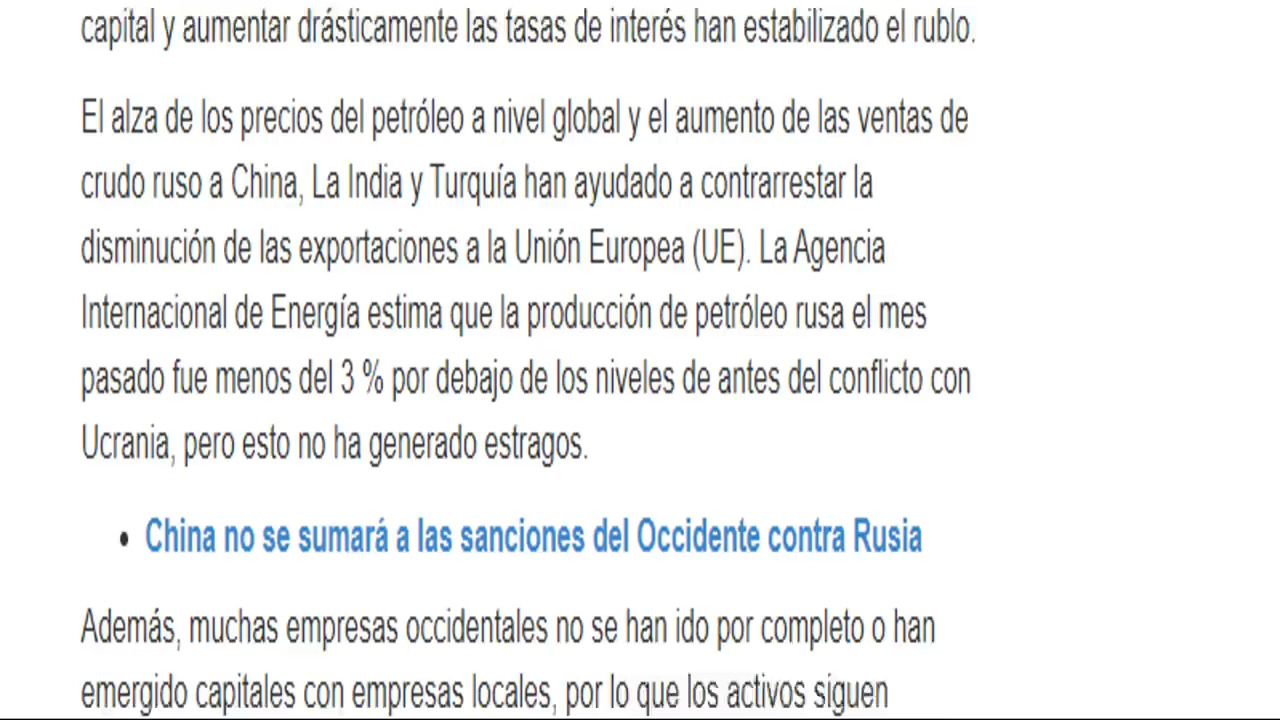 capital y aumentar drásticamente las tasas de interés han estabilizado el rublo.
El alza de los precios del petróleo a nivel global y el aumento de las ventas de
crudo ruso a China, La India y Turquía han ayudado a contrarrestar la
disminución de las exportaciones a la Unión Europea (UE). La Agencia
Internacional de Energía estima que la producción de petróleo rusa el mes
pasado fue menos del 3 % por debajo de los niveles de antes del conflicto con
Ucrania, pero esto no ha generado estragos.
• China no se sumará a las sanciones del Occidente contra Rusia
Además, muchas empresas occidentales no se han ido por completo o han
emergido capitales con empresas locales, por lo que los activos siguen